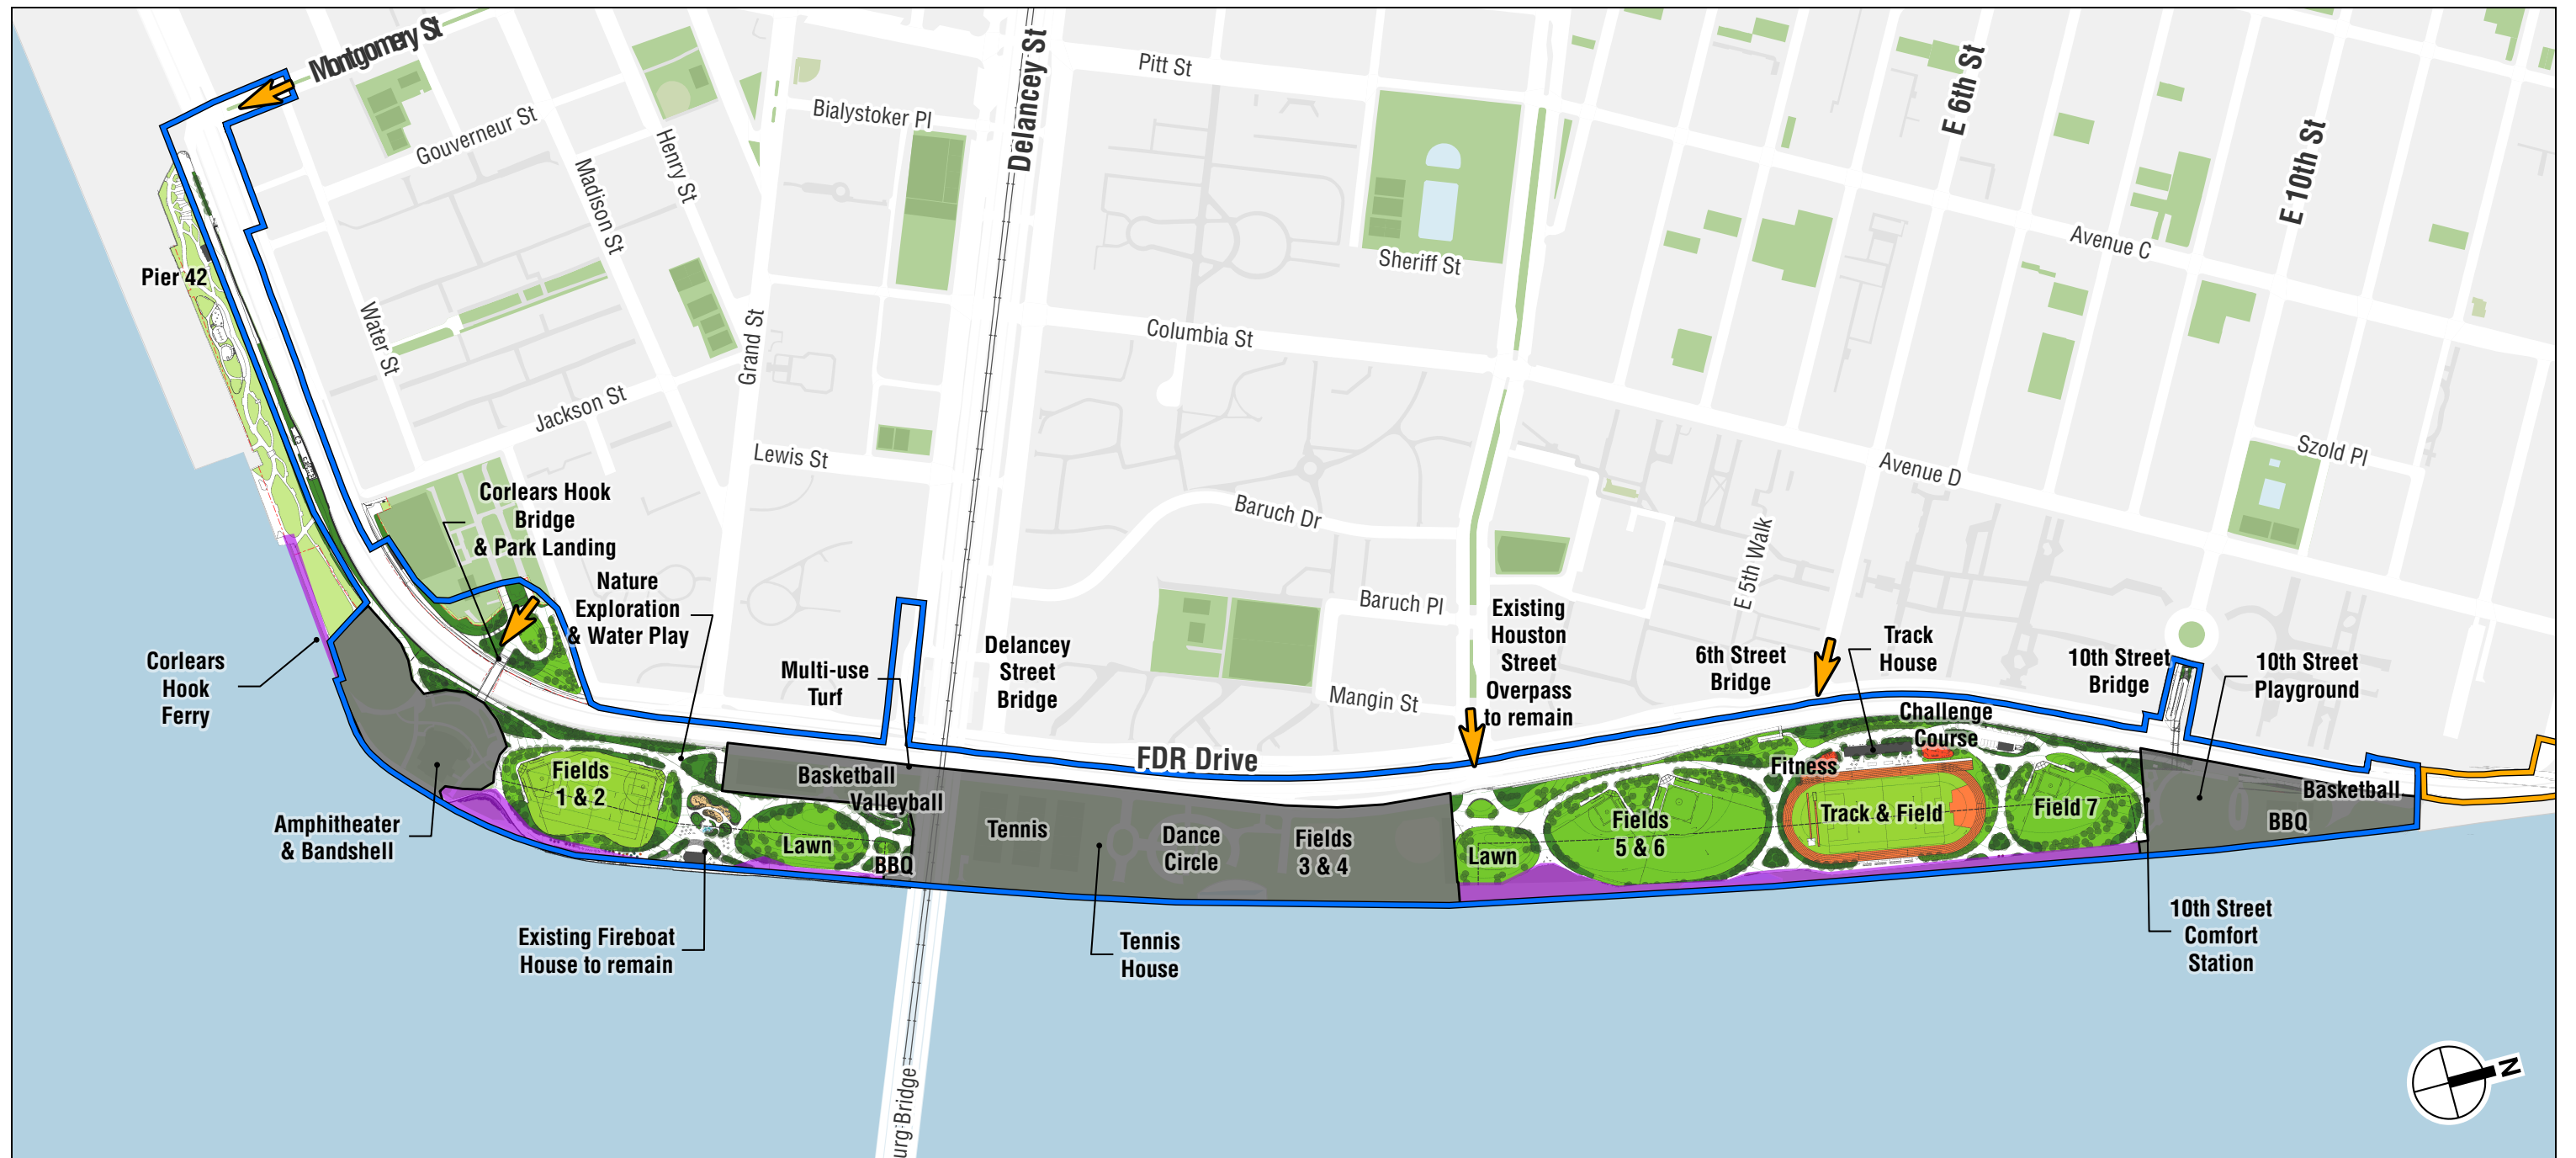 Montgomery St
Gouverneur St
Henry St
Madison St
Water St
Jackson St
Grand St
Bialystoker Pl
Delancey St
Pitt St
Sheriff St
Columbia St
Lewis St
Baruch Dr
Baruch Pl
Mangin St
E 6th St
E 10th St
Avenue C
Avenue D
Szold Pl
E 5th Walk
Pier 42
Corlears Hook
Bridge
& Park Landing
Nature
Exploration
& Water Play
Multi-use
Turf
Delancey
Street
Bridge
Existing
Houston
Street
Overpass
to remain
6th Street
Bridge
Track
House
10th Street
Bridge
10th Street
Playground
Corlears
Hook
Ferry
FDR Drive
Challenge
Course
Fitness
Amphitheater
& Bandshell
Fields
1 & 2
Basketball
Valleyball
Lawn
BBQ
Tennis
Dance
Circle
Fields
3 & 4
Lawn
Fields
5 & 6
Track & Field
Field 7
Basketball
BBQ
Existing Fireboat
House to remain
Tennis
House
10th Street
Comfort
Station
urg Bridge
N